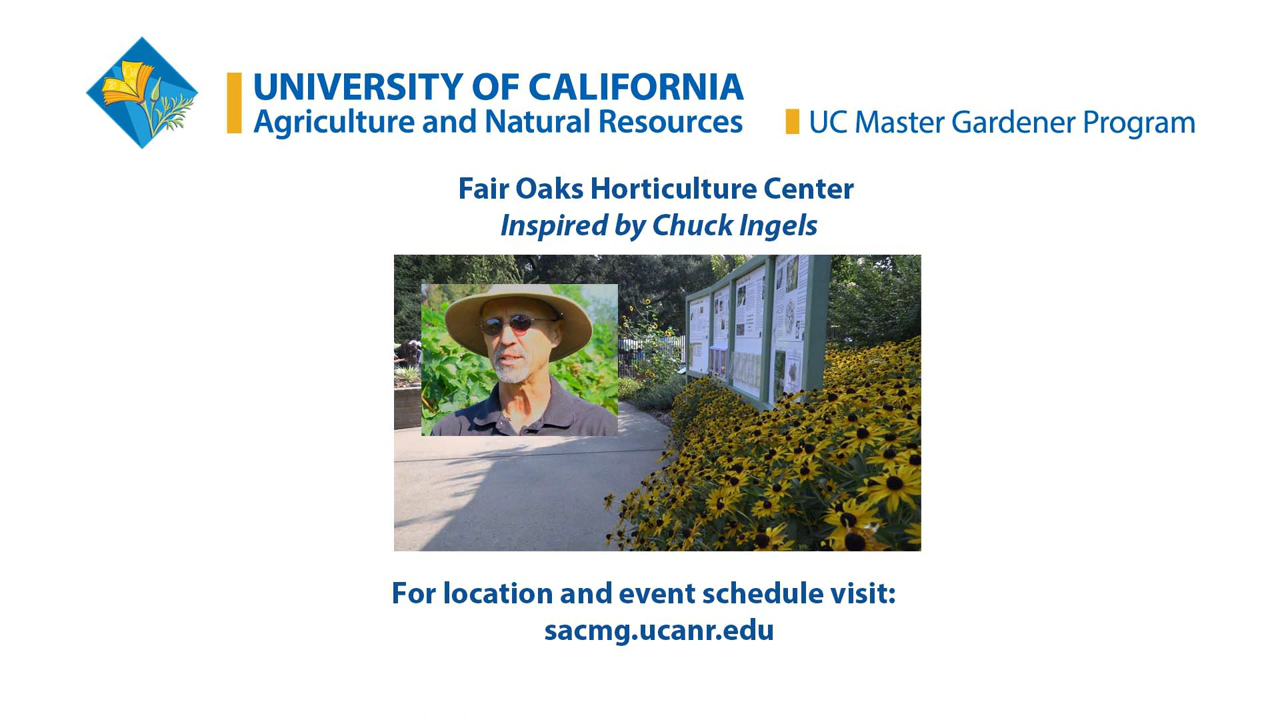 UNIVERSITY OF CALIFORNIA
Agriculture and Natural Resources
UC Master Gardener Program
Fair Oaks Horticulture Center
Inspired by Chuck Ingels
For location and event schedule visit:
sacmg.ucanr.edu